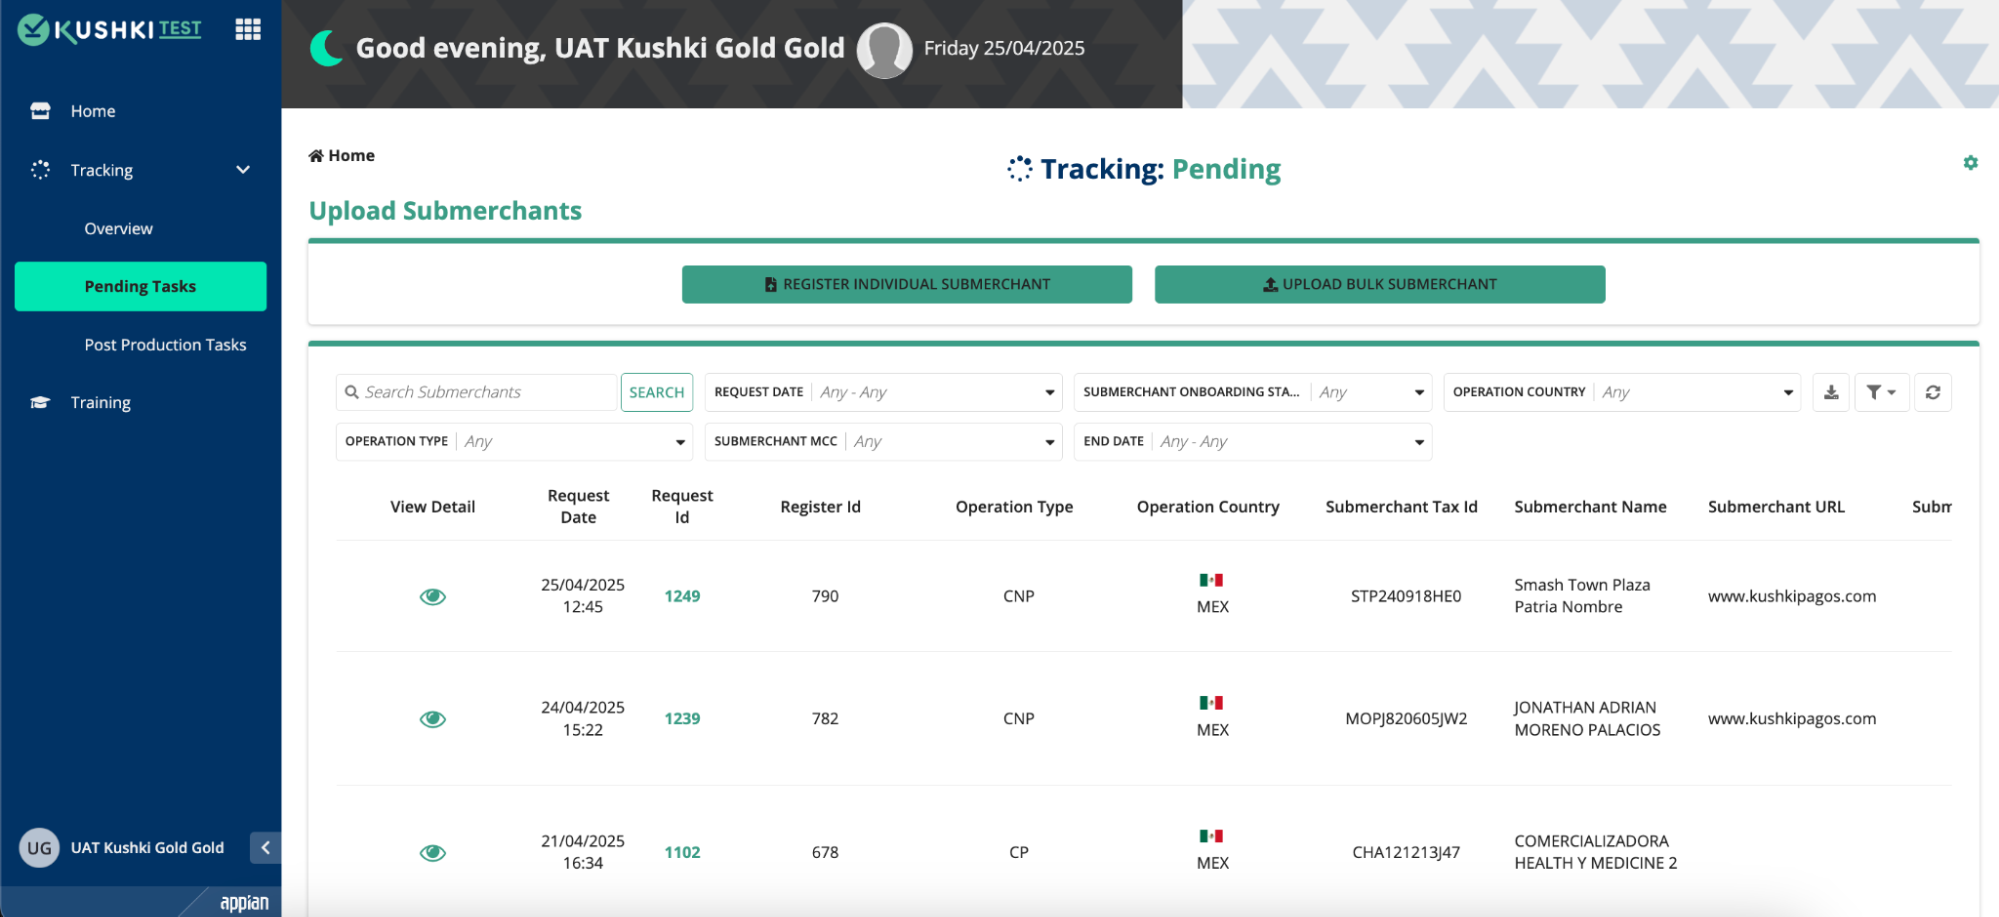 KUSHKI TEST
Home
Tracking
Overview
Pending Tasks
Post Production Tasks
Training
UG UAT Kushki Gold Gold
appian
Good evening, UAT Kushki Gold Gold
Friday 25/04/2025
Home
Tracking: Pending
Upload Submerchants
REGISTER INDIVIDUAL SUBMERCHANT
UPLOAD BULK SUBMERCHANT
Search Submerchants SEARCH REQUEST DATE Any - Any SUBMERCHANT ONBOARDING STA... Any OPERATION COUNTRY Any
OPERATION TYPE Any SUBMERCHANT MCC Any END DATE Any - Any
View Detail Request Date Request Id Register Id Operation Type Operation Country Submerchant Tax Id Submerchant Name Submerchant URL Subm
25/04/2025 12:45 1249 790 CNP MEX STP240918HE0 Smash Town Plaza Patria Nombre www.kushkipagos.com
24/04/2025 15:22 1239 782 CNP MEX MOPJ820605JW2 JONATHAN ADRIAN MORENO PALACIOS www.kushkipagos.com
21/04/2025 16:34 1102 678 CP MEX CHA121213J47 COMERCIALIZADORA HEALTH Y MEDICINE 2